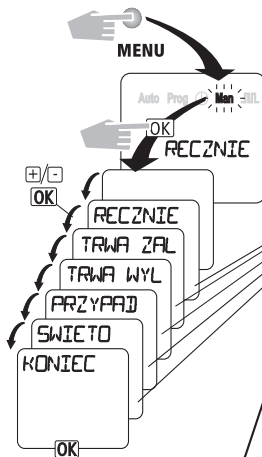 MENU
Auto Prog Man
OK
RECZNIE
+/-
OK
RECZNIE
TRWA ZAL
TRWA WYL
PRZYPAD
SWIETO
KONIEC
OK